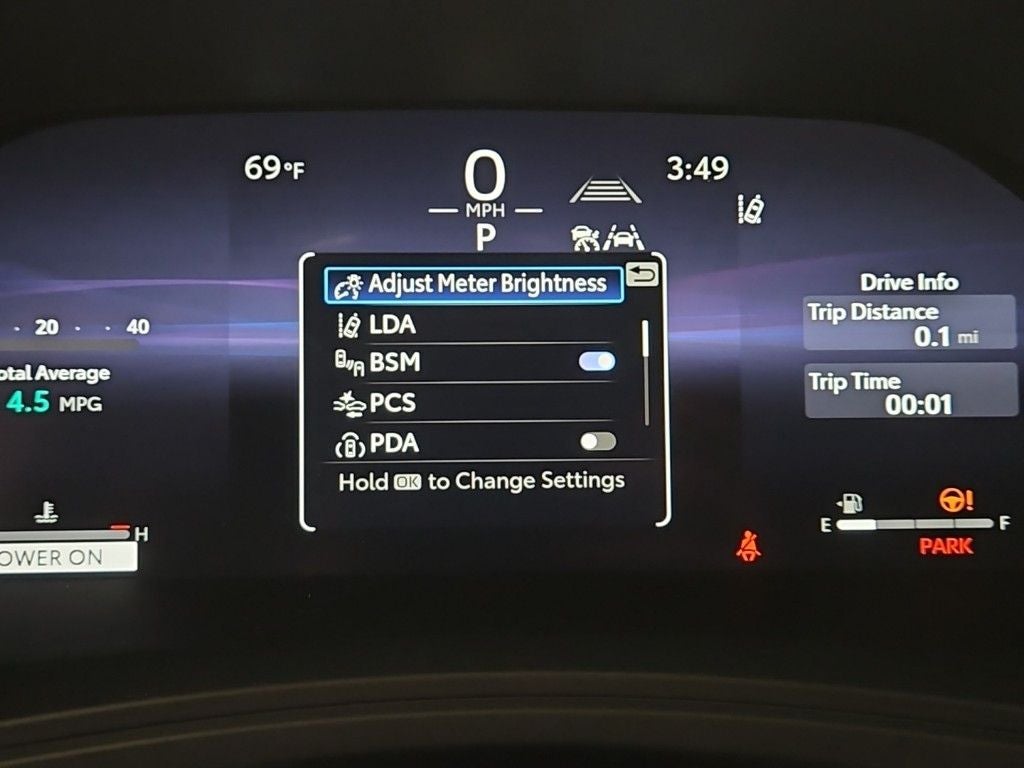 69°F
0
MPH
P
3:49
Adjust Meter Brightness
LDA
BSM
PCS
PDA
Hold OK to Change Settings
20 40
otal Average
4.5 MPG
H
OWER ON
Drive Info
Trip Distance
0.1 mi
Trip Time
00:01
E F
PARK